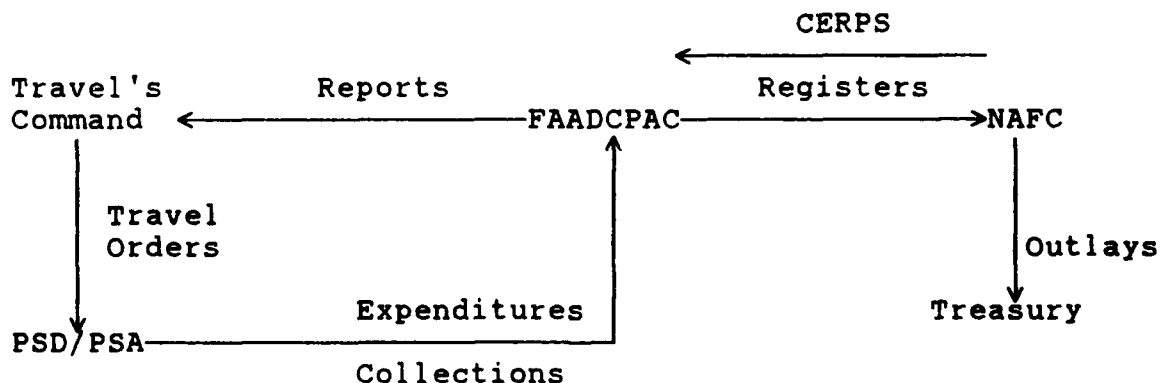 CERPS
Travel's Reports Registers
Command FAADCPAC NAFC
Travel
Orders Outlays
Expenditures Treasury
PSD/PSA
Collections